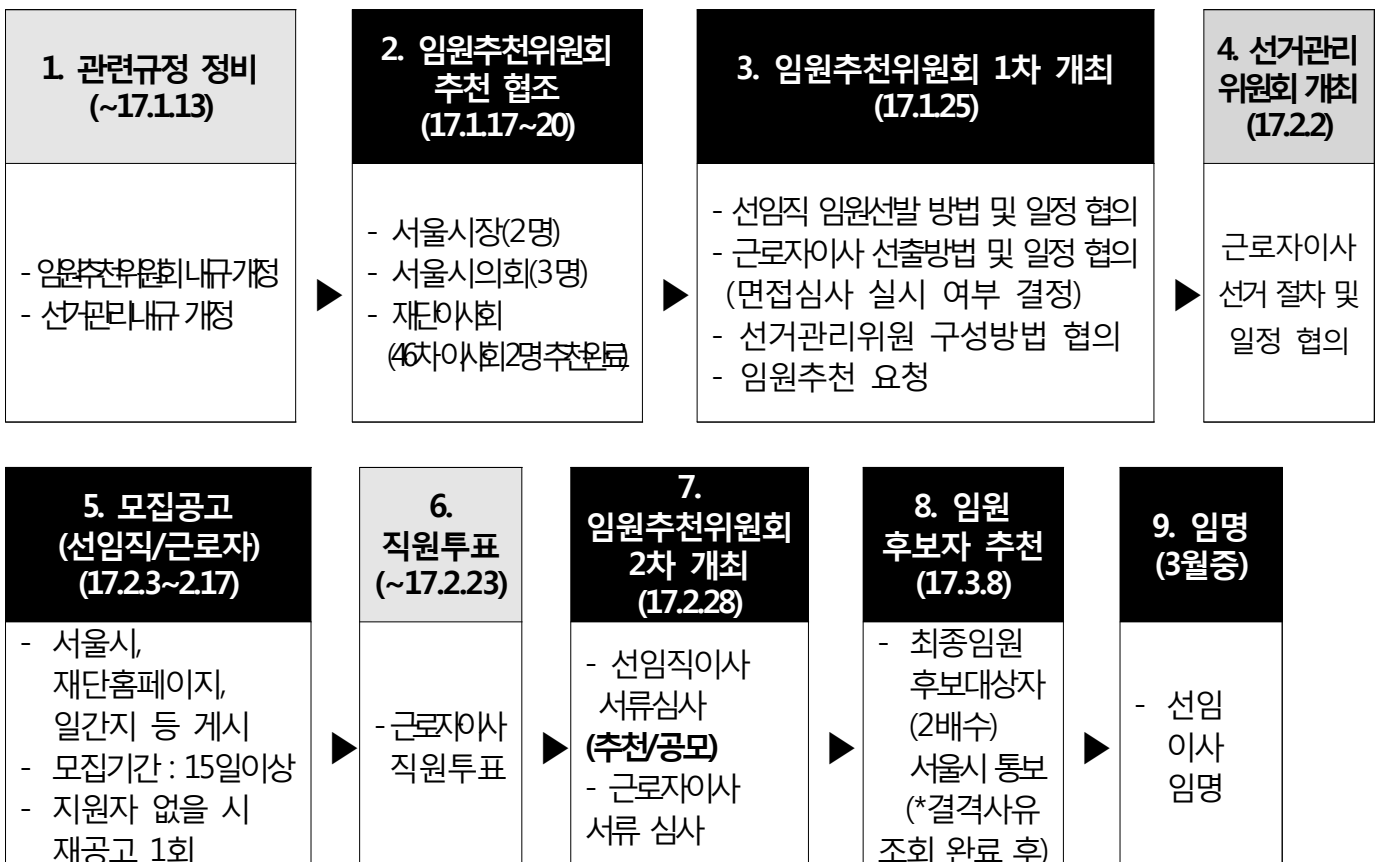 1. 관련규정 정비
(~17.1.13)
- 임원추천위원회 내규 개정
- 선거관리내규 개정
2. 임원추천위원회
추천 협조
(17.1.17~20)
- 서울시장(2명)
- 서울시의회(3명)
- 재단이사회
(46차 이사회 2명 추천완료)
3. 임원추천위원회 1차 개최
(17.1.25)
- 선임직 임원선발 방법 및 일정 협의
- 근로자이사 선출방법 및 일정 협의
(면접심사 실시 여부 결정)
- 선거관리위원 구성방법 협의
- 임원추천 요청
4. 선거관리
위원회 개최
(17.2.2)
근로자이사
선거 절차 및
일정 협의
5. 모집공고
(선임직/근로자)
(17.2.3~2.17)
- 서울시,
재단홈페이지,
일간지 등 게시
- 모집기간 : 15일이상
- 지원자 없을 시
재공고 1회
6.
직원투표
(~17.2.23)
- 근로자이사
직원투표
7.
임원추천위원회
2차 개최
(17.2.28)
- 선임직이사
서류심사
(추천/공모)
- 근로자이사
서류 심사
8. 임원
후보자 추천
(17.3.8)
- 최종임원
후보대상자
(2배수)
서울시 통보
(*결격사유
조회 완료 후)
9. 임명
(3월중)
- 선임
이사
임명